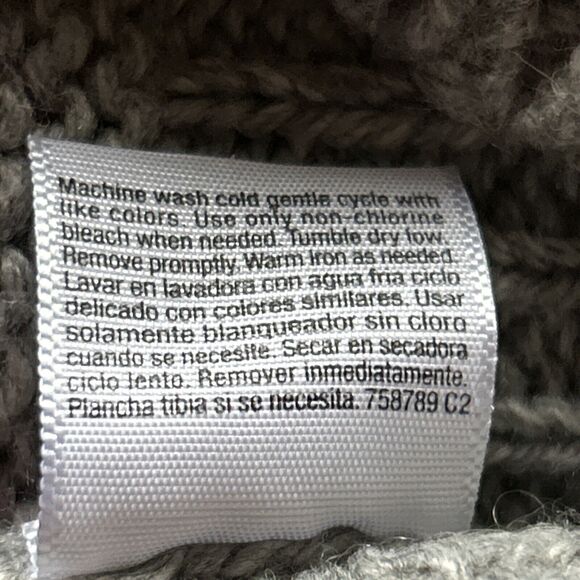 Machine wash cold gentle cycle with
like colors. Use only non-chlorine
bleach when needed. Tumble dry low.
Remove promptly. Warm iron as needed.
Lavar en lavadora con agua fria ciclo
delicado con colores similares. Usar
solamente blanqueador sin cloro
cuando se necesite. Secar en secadora
ciclo lento. Remover inmediatamente.
Plancha tibia si se necesita. 758789 C2